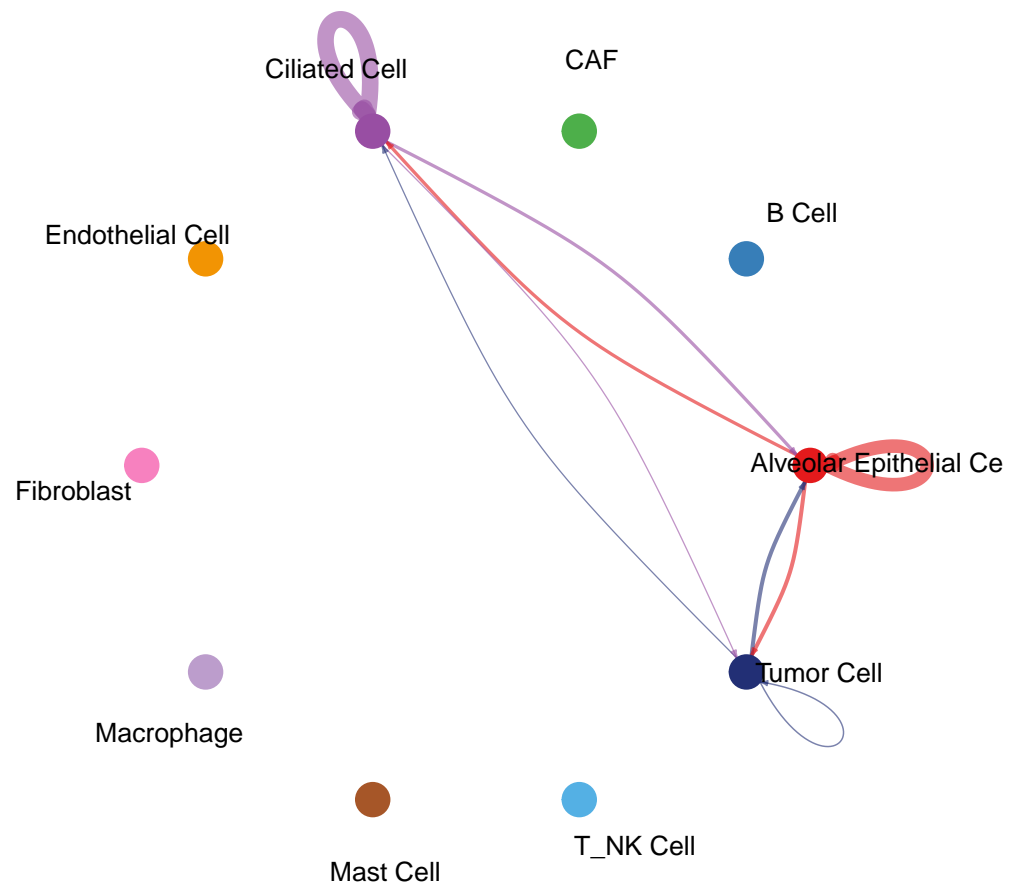 CAF
Ciliated Cell
B Cell
Endothelial Cell
Alveolar Epithelial Ce
Fibroblast
Tumor Cell
Macrophage
T_NK Cell
Mast Cell